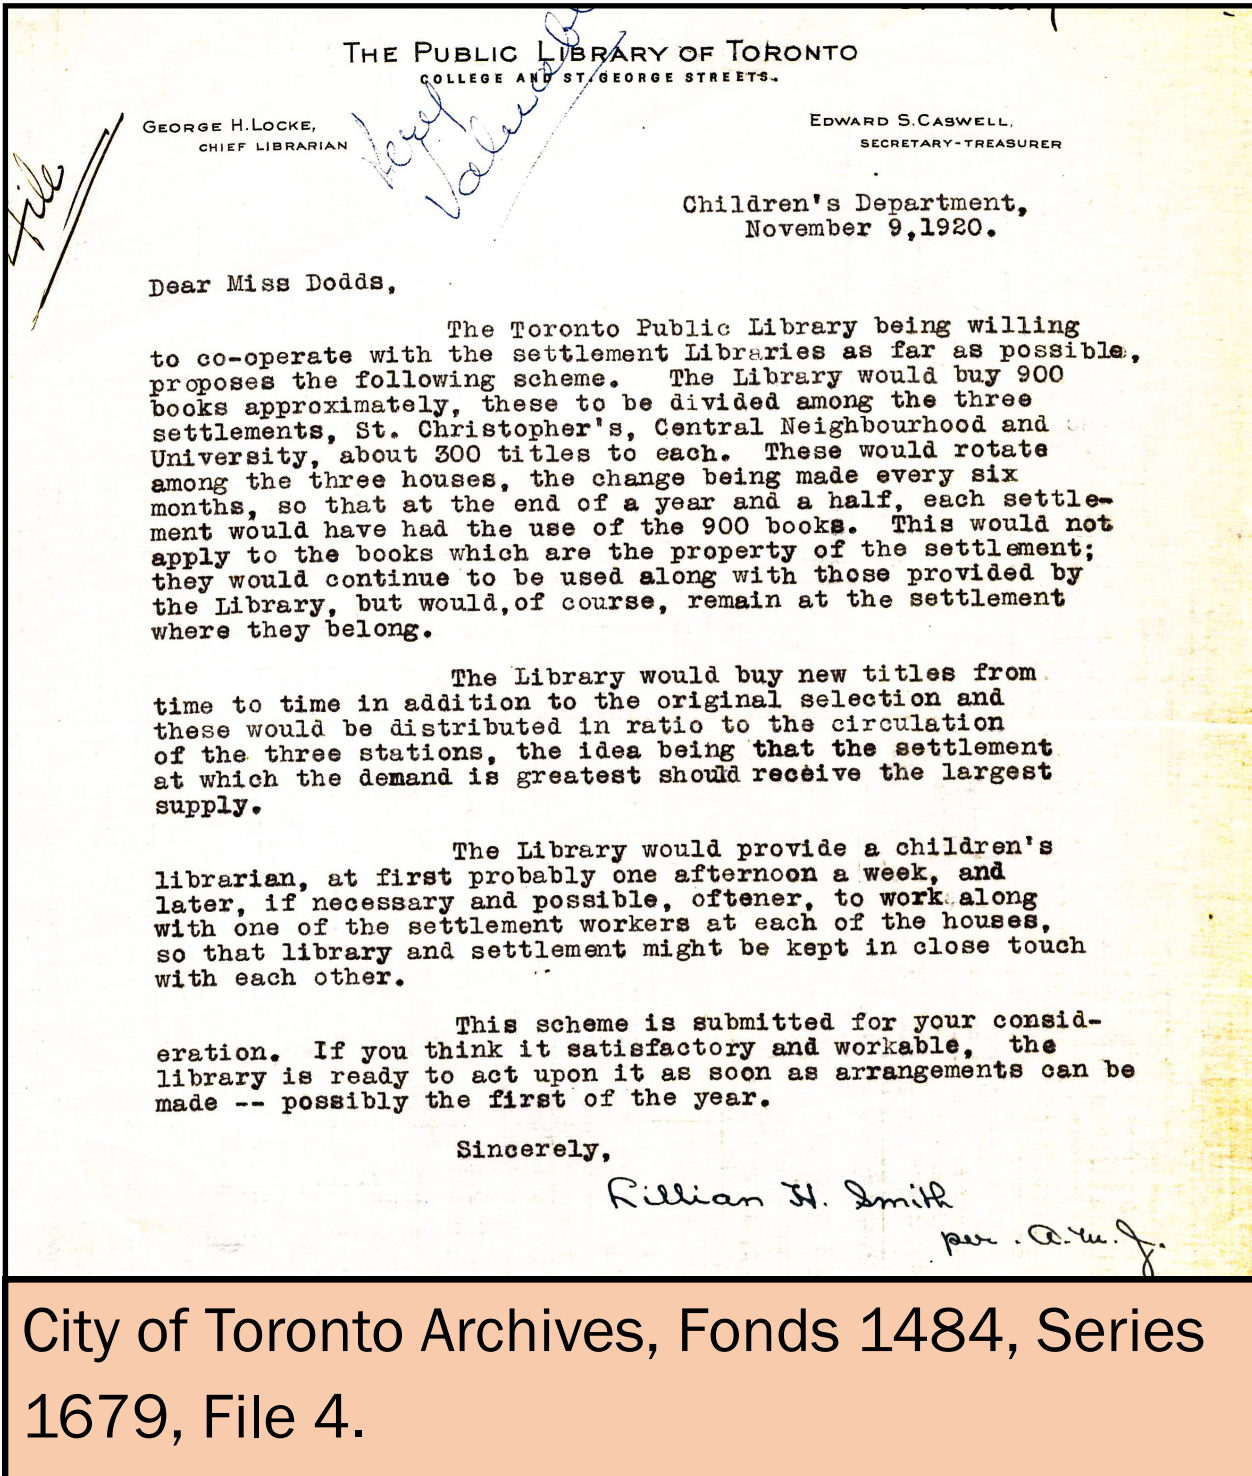 THE PUBLIC LIBRARY OF TORONTO
COLLEGE AND ST. GEORGE STREETS.
GEORGE H. LOCKE,
CHIEF LIBRARIAN
EDWARD S. CASWELL,
SECRETARY-TREASURER
File
Very
Valuable
Children's Department,
November 9,1920.
Dear Miss Dodds,
The Toronto Public Library being willing
to co-operate with the settlement Libraries as far as possible,
proposes the following scheme. The Library would buy 900
books approximately, these to be divided among the three
settlements, St. Christopher's, Central Neighbourhood and
University, about 300 titles to each. These would rotate
among the three houses, the change being made every six
months, so that at the end of a year and a half, each settle-
ment would have had the use of the 900 books. This would not
apply to the books which are the property of the settlement;
they would continue to be used along with those provided by
the Library, but would,of course, remain at the settlement
where they belong.
The Library would buy new titles from
time to time in addition to the original selection and
these would be distributed in ratio to the circulation
of the three stations, the idea being that the settlement
at which the demand is greatest should receive the largest
supply.
The Library would provide a children's
librarian, at first probably one afternoon a week, and
later, if necessary and possible, oftener, to work along
with one of the settlement workers at each of the houses,
so that library and settlement might be kept in close touch
with each other.
This scheme is submitted for your consid-
eration. If you think it satisfactory and workable, the
library is ready to act upon it as soon as arrangements can be
made -- possibly the first of the year.
Sincerely,
Lillian H. Smith
per. A.M.J.
City of Toronto Archives, Fonds 1484, Series
1679, File 4.